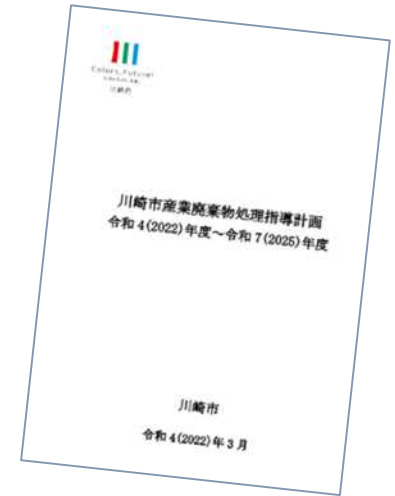 Colors, Future!
川崎市
川崎市産業廃棄物処理指導計画
令和4(2022)年度～令和7(2025)年度
川崎市
令和4(2022)年3月